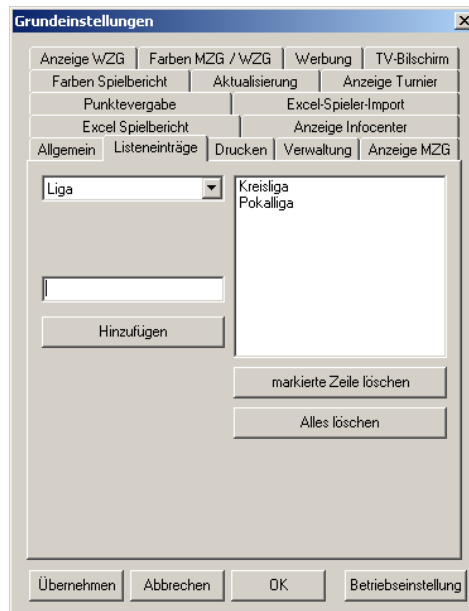 Grundeinstellungen
Anzeige WZG Farben MZG / WZG Werbung TV-Bilschirm
Farben Spielbericht Aktualisierung Anzeige Turnier
Punktevergabe Excel-Spieler-Import
Excel Spielbericht Anzeige Infocenter
Allgemein Listeneinträge Drucken Verwaltung Anzeige MZG
Liga
Kreisliga
Pokalliga
Hinzufügen
markierte Zeile löschen
Alles löschen
Übernehmen Abbrechen OK Betriebseinstellung